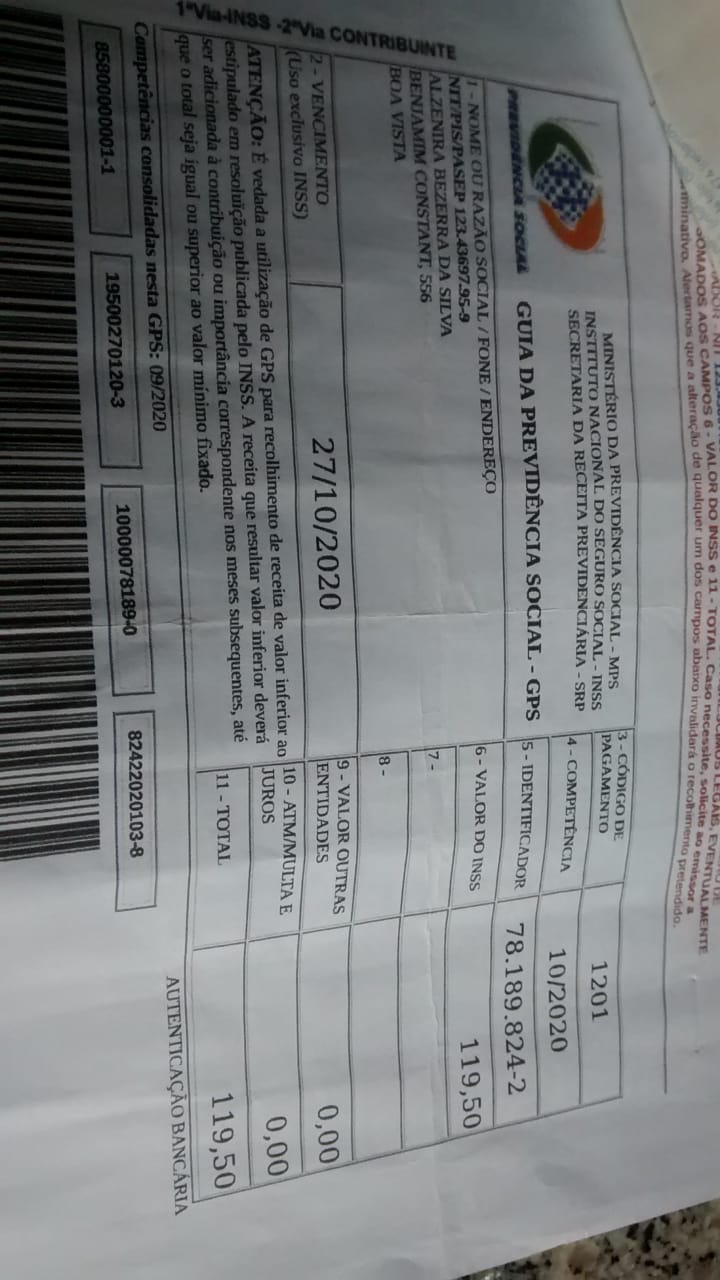 SOMADOS AOS CAMPOS 6 - VALOR DO INSS e 11 - TOTAL. Caso necessite, solicite ao emissor a
Alertamos que a alteração de qualquer um dos campos abaixo invalidará o recolhimento pretendido.
PREVIDÊNCIA SOCIAL
MINISTÉRIO DA PREVIDÊNCIA SOCIAL - MPS
INSTITUTO NACIONAL DO SEGURO SOCIAL - INSS
SECRETARIA DA RECEITA PREVIDENCIÁRIA - SRP
GUIA DA PREVIDÊNCIA SOCIAL - GPS
3 - CÓDIGO DE
PAGAMENTO
1201
4 - COMPETÊNCIA
10/2020
5 - IDENTIFICADOR
78.189.824-2
1 - NOME OU RAZÃO SOCIAL / FONE / ENDEREÇO
NIT/PIS/PASEP 123.43697.95-9
ALZENIRA BEZERRA DA SILVA
BENJAMIM CONSTANT, 556
BOA VISTA
6 - VALOR DO INSS
119,50
7 -
8 -
2 - VENCIMENTO
(Uso exclusivo INSS)
27/10/2020
9 - VALOR OUTRAS
ENTIDADES
0,00
ATENÇÃO: É vedada a utilização de GPS para recolhimento de receita de valor inferior ao
estipulado em resolução publicada pelo INSS. A receita que resultar valor inferior deverá
ser adicionada à contribuição ou importância correspondente nos meses subsequentes, até
que o total seja igual ou superior ao valor mínimo fixado.
10 - ATM/MULTA E
JUROS
0,00
11 - TOTAL
119,50
1ªVia-INSS -2ªVia CONTRIBUINTE
Competências consolidadas nesta GPS: 09/2020
AUTENTICAÇÃO BANCÁRIA
85800000001-1
19500270120-3
10000078189-0
82422020103-8